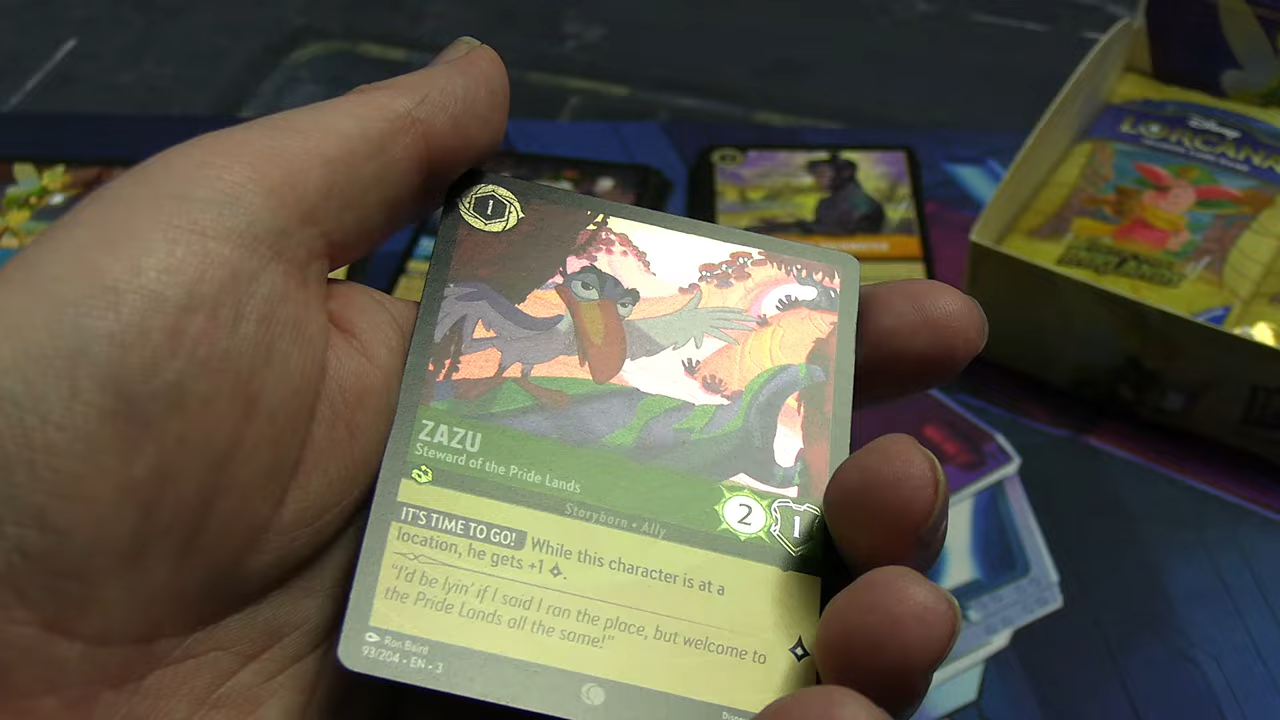 1
ZAZU
Steward of the Pride Lands
Storyborn • Ally
2
1
IT'S TIME TO GO! While this character is at a
location, he gets +1
"I'd be lyin' if I said I ran the place, but welcome to
the Pride Lands all the same!"
Ron Baird
93/204 • EN • 3
Disney
LORCANA